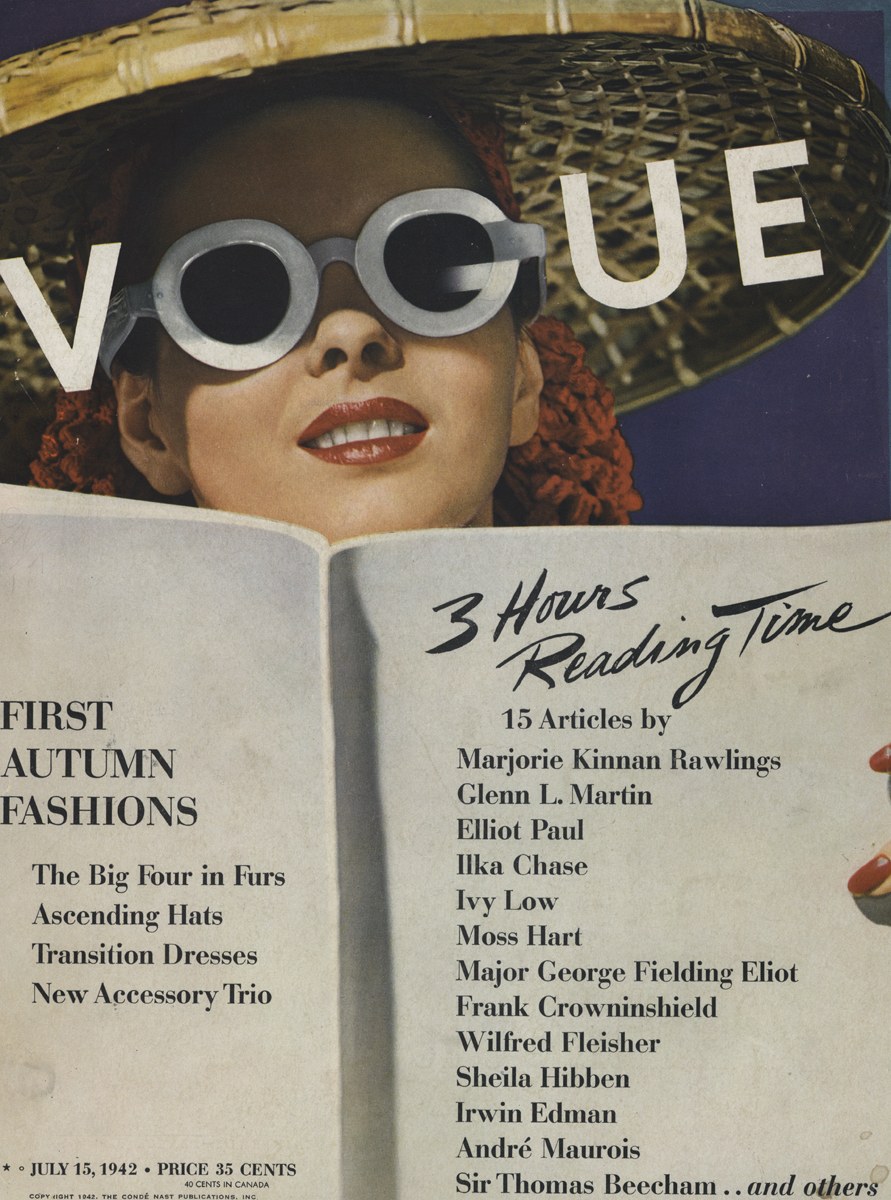 VOGUE
3 Hours
Reading Time
15 Articles by
Marjorie Kinnan Rawlings
Glenn L. Martin
Elliot Paul
Ilka Chase
Ivy Low
Moss Hart
Major George Fielding Eliot
Frank Crowninshield
Wilfred Fleisher
Sheila Hibben
Irwin Edman
André Maurois
Sir Thomas Beecham . . and others
FIRST
AUTUMN
FASHIONS
The Big Four in Furs
Ascending Hats
Transition Dresses
New Accessory Trio
JULY 15, 1942 • PRICE 35 CENTS
40 CENTS IN CANADA
COPYRIGHT 1942, THE CONDÉ NAST PUBLICATIONS, INC